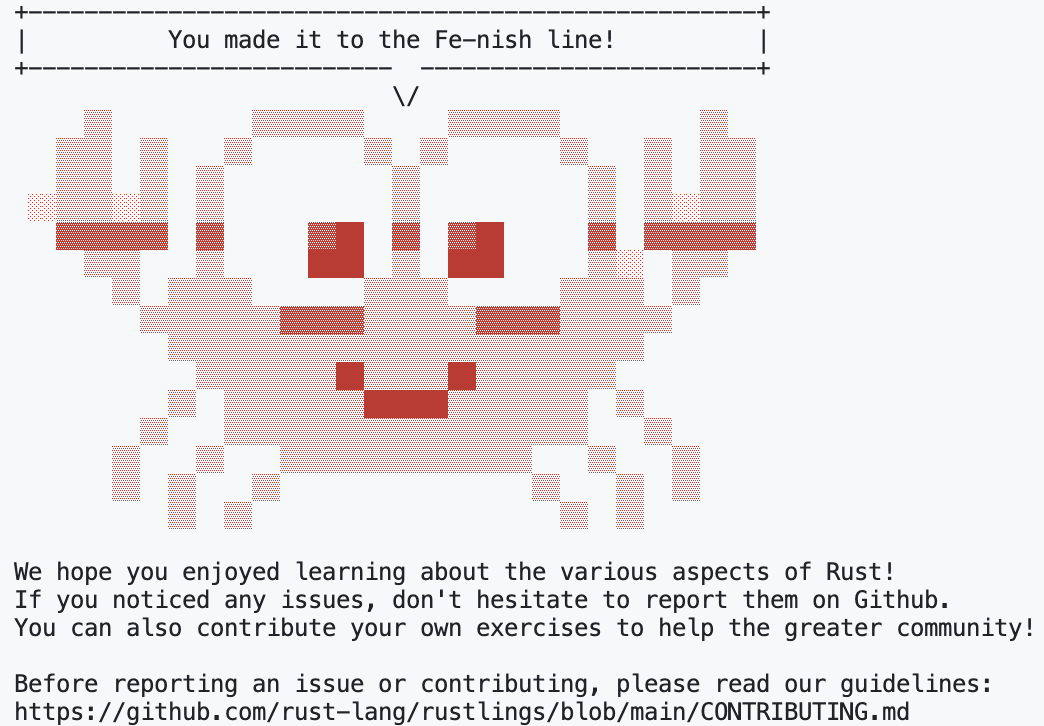 You made it to the Fe-nish line!
We hope you enjoyed learning about the various aspects of Rust!
If you noticed any issues, don't hesitate to report them on Github.
You can also contribute your own exercises to help the greater community!
Before reporting an issue or contributing, please read our guidelines:
https://github.com/rust-lang/rustlings/blob/main/CONTRIBUTING.md